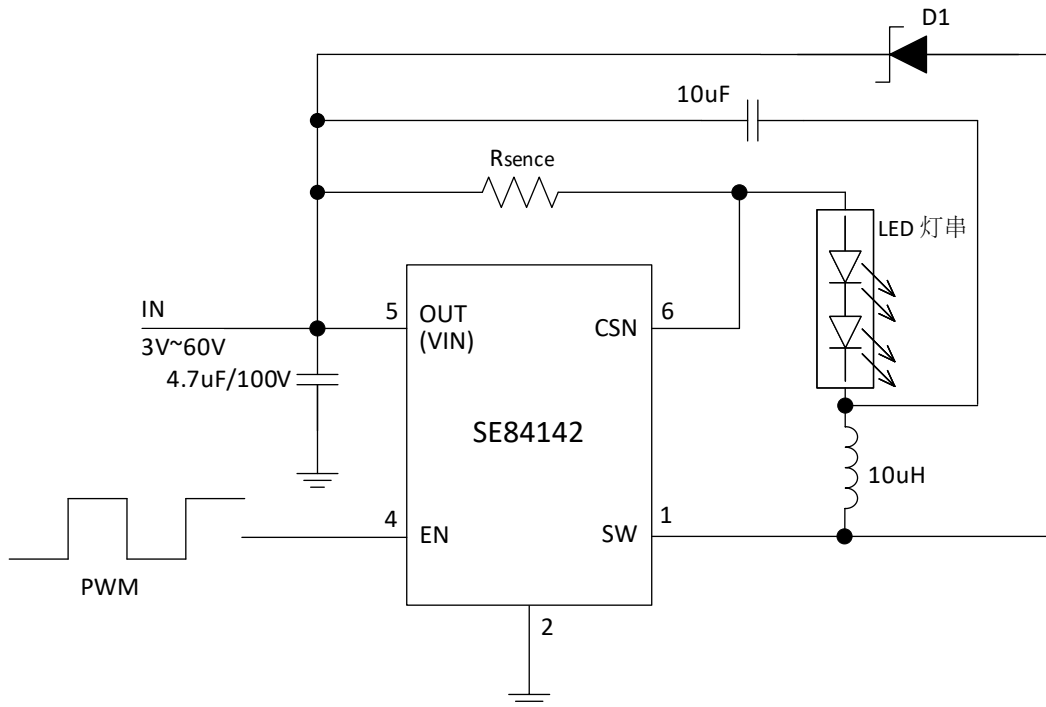 D1
10uF
Rsence
LED 灯串
IN
5
OUT
6
(VIN)
CSN
3V~60V
4.7uF/100V
SE84142
10uH
4
EN
SW
1
PWM
2